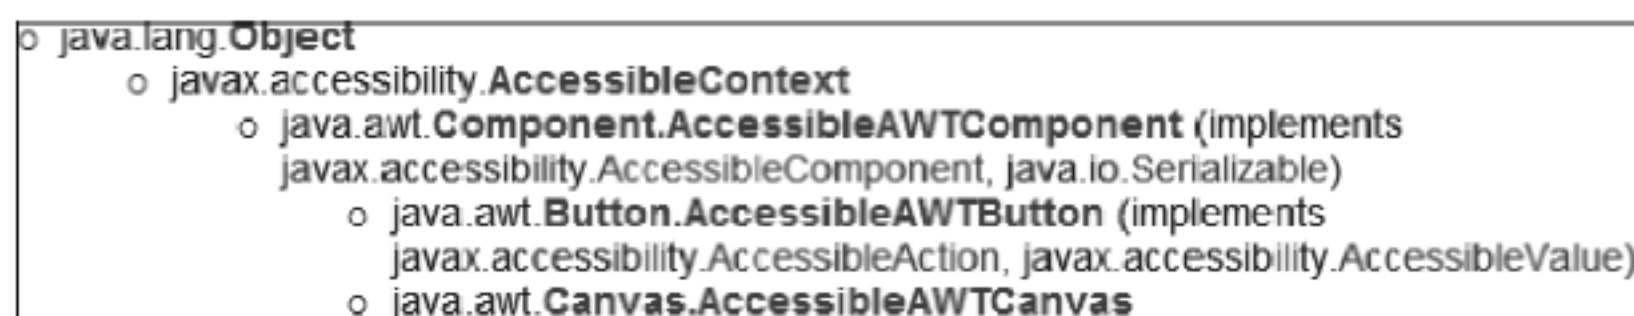 o java.lang.Object
o javax.accessibility.AccessibleContext
o java.awt.Component.AccessibleAWTComponent (implements
javax.accessibility.AccessibleComponent, java.io.Serializable)
o java.awt.Button.AccessibleAWTButton (implements
javax.accessibility.AccessibleAction, javax.accessibility.AccessibleValue)
o java.awt.Canvas.AccessibleAWTCanvas